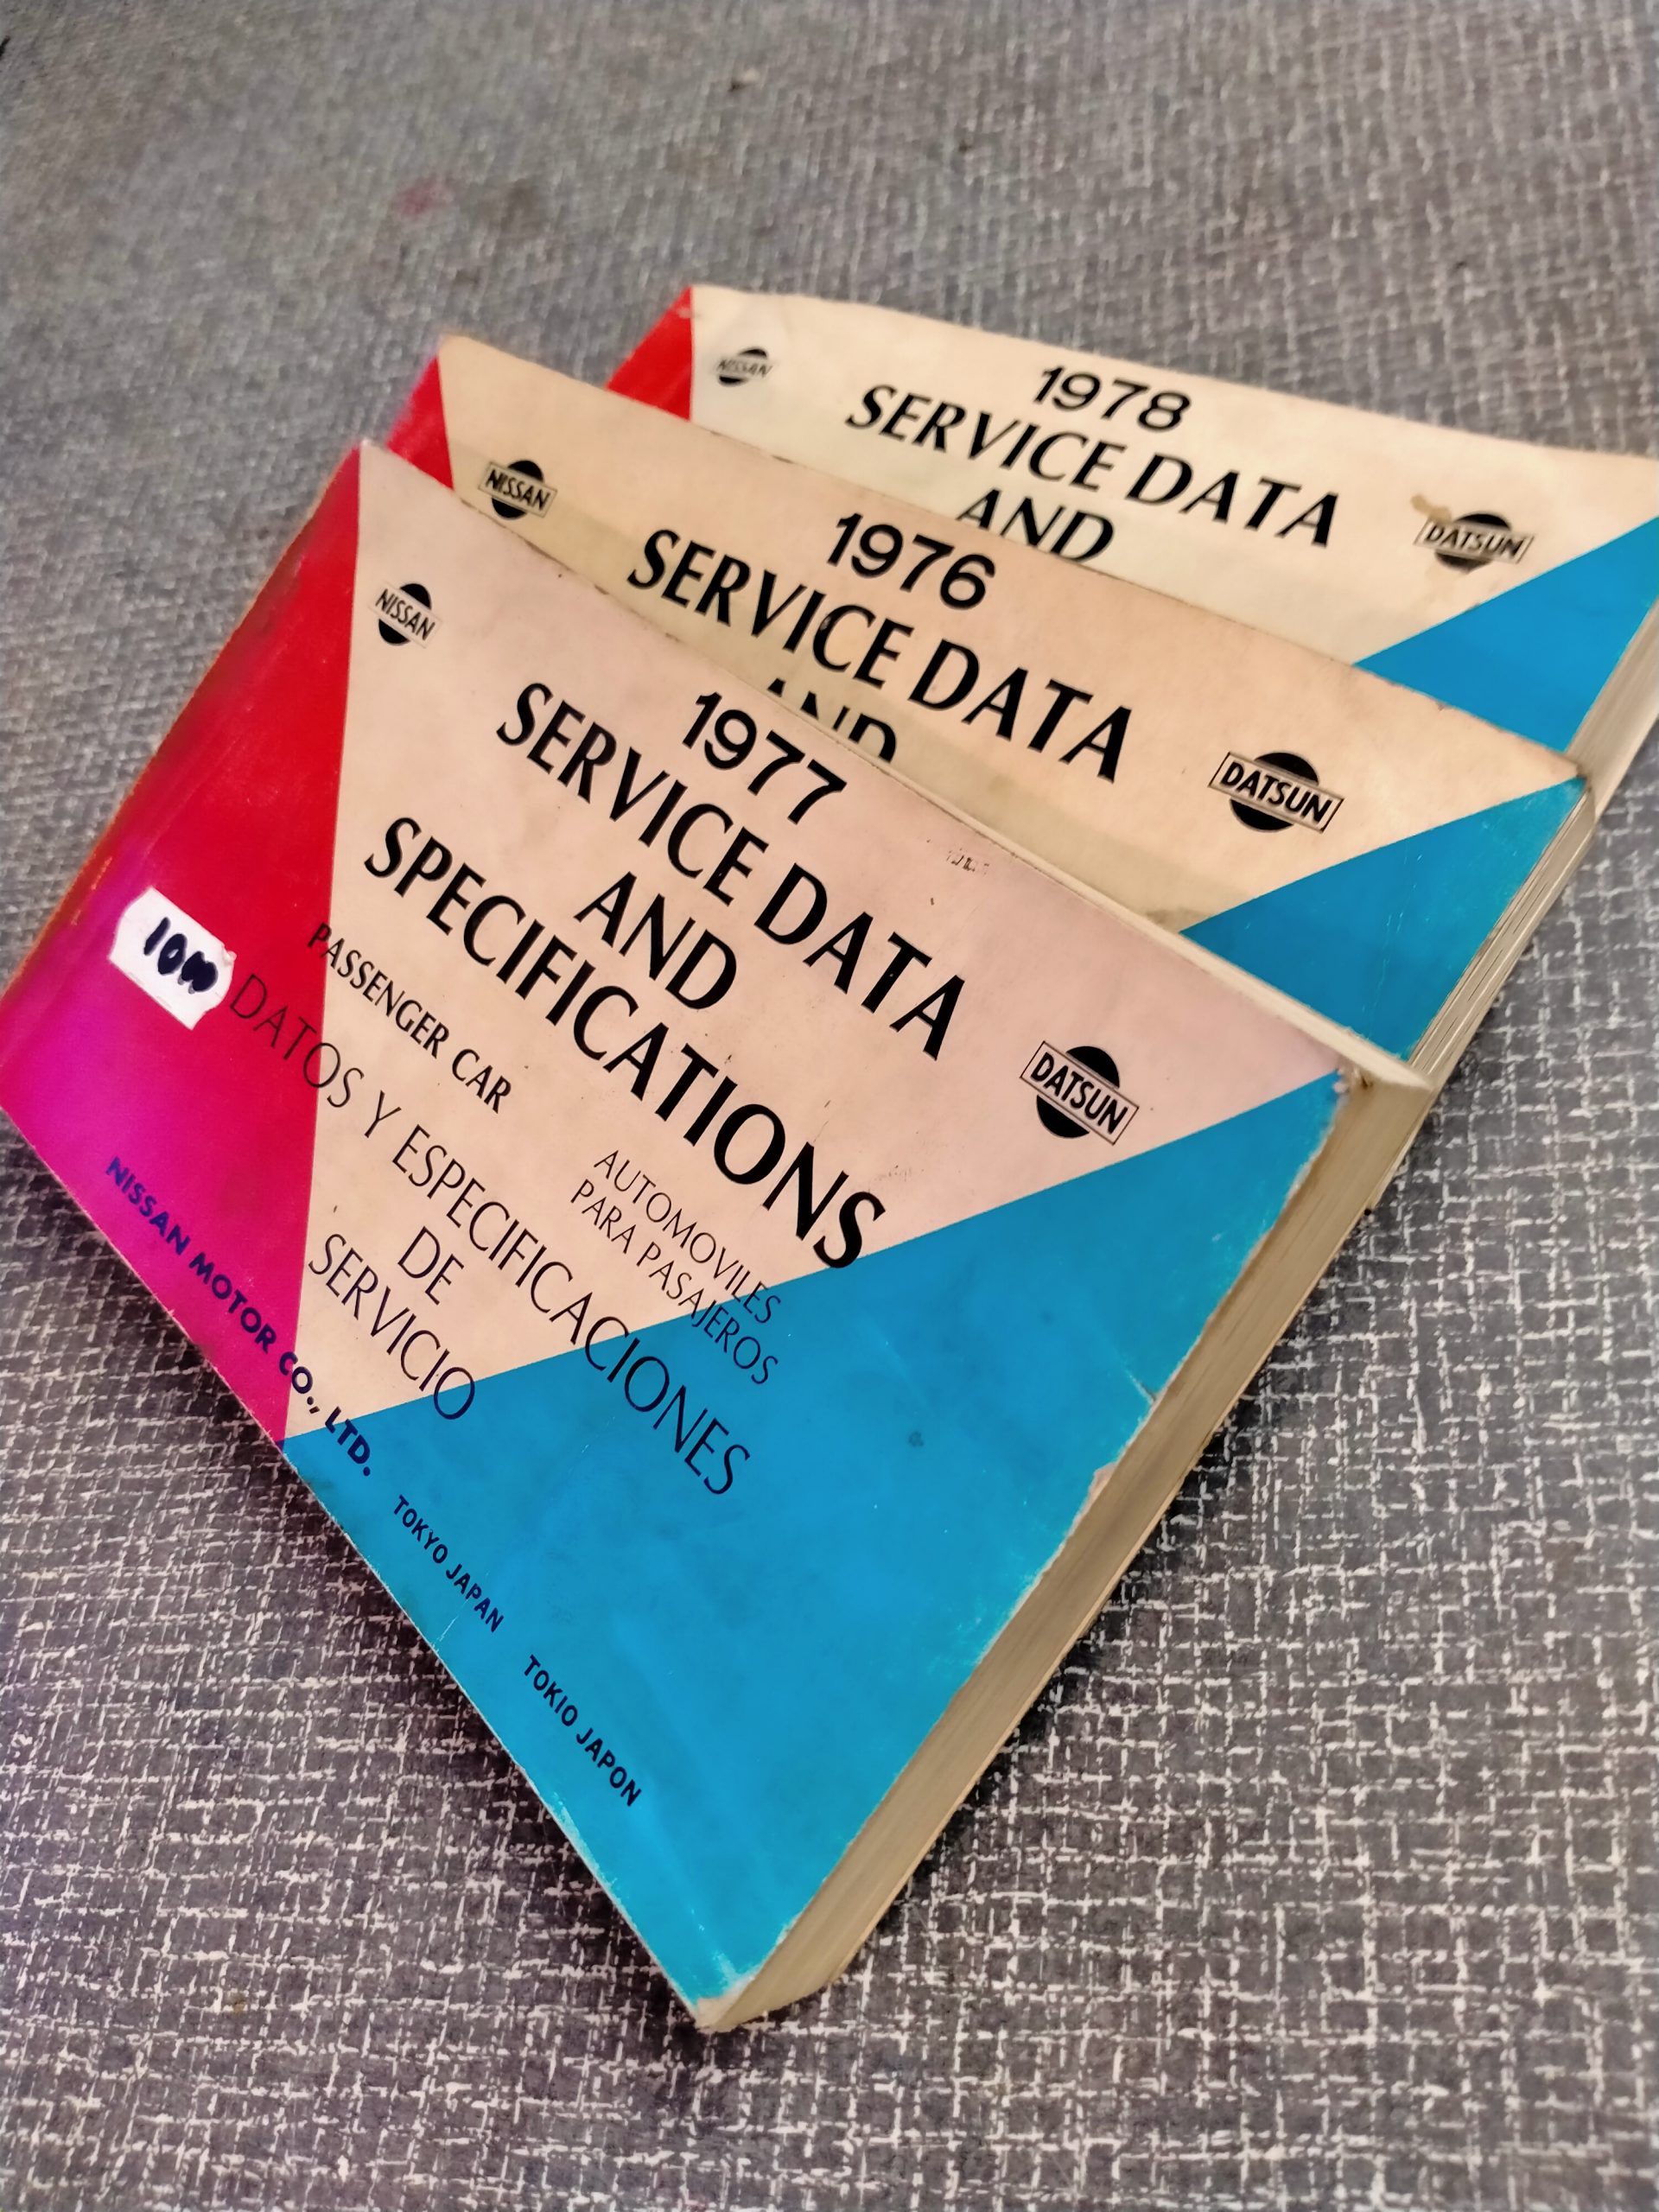 NISSAN
1978
SERVICE DATA
AND
DATSUN
NISSAN
1976
SERVICE DATA
AND
DATSUN
NISSAN
1977
SERVICE DATA
AND
SPECIFICATIONS
DATSUN
PASSENGER CAR
DATOS Y ESPECIFICACIONES
DE
SERVICIO
AUTOMOVILES
PARA PASAJEROS
NISSAN MOTOR CO., LTD.
TOKYO JAPAN
TOKIO JAPON